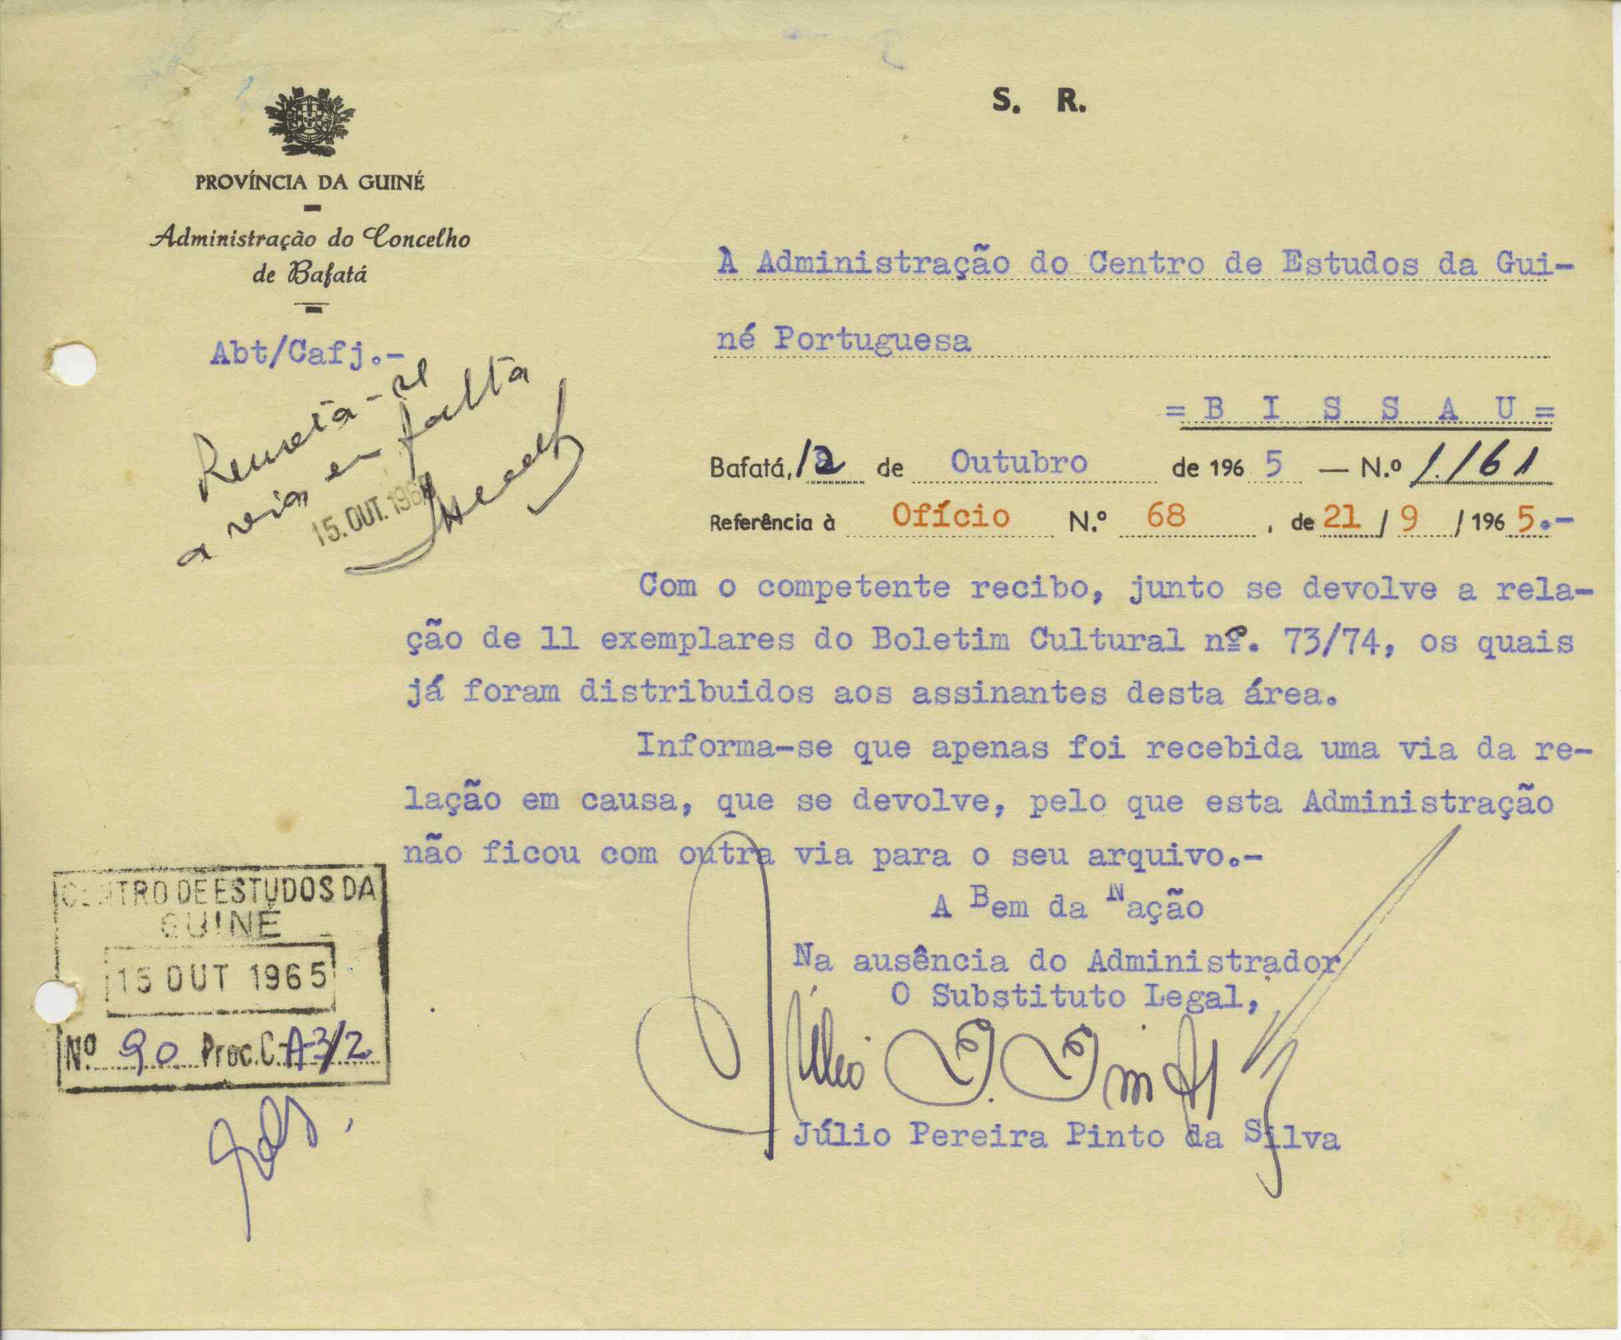 S. R.
PROVÍNCIA DA GUINÉ
Administração do Concelho
de Bafatá
Abt/Cafj.-
Remeta-se
a via em falta
15. OUT. 196
À Administração do Centro de Estudos da Gui-
né Portuguesa
= B I S S A U =
Bafatá, 12 de Outubro de 1965 — N.º 1.161
Referência à Ofício N.º 68 , de 21 / 9 / 1965.-
Com o competente recibo, junto se devolve a rela-
ção de 11 exemplares do Boletim Cultural nº. 73/74, os quais
já foram distribuidos aos assinantes desta área.
Informa-se que apenas foi recebida uma via da re-
lação em causa, que se devolve, pelo que esta Administração
não ficou com outra via para o seu arquivo.-
A Bem da Nação
Na ausência do Administrador
O Substituto Legal,
Júlio Pereira Pinto da Silva
CENTRO DE ESTUDOS DA
GUINÉ
15 OUT 1965
Nº 90 Proc. C-A-3/2